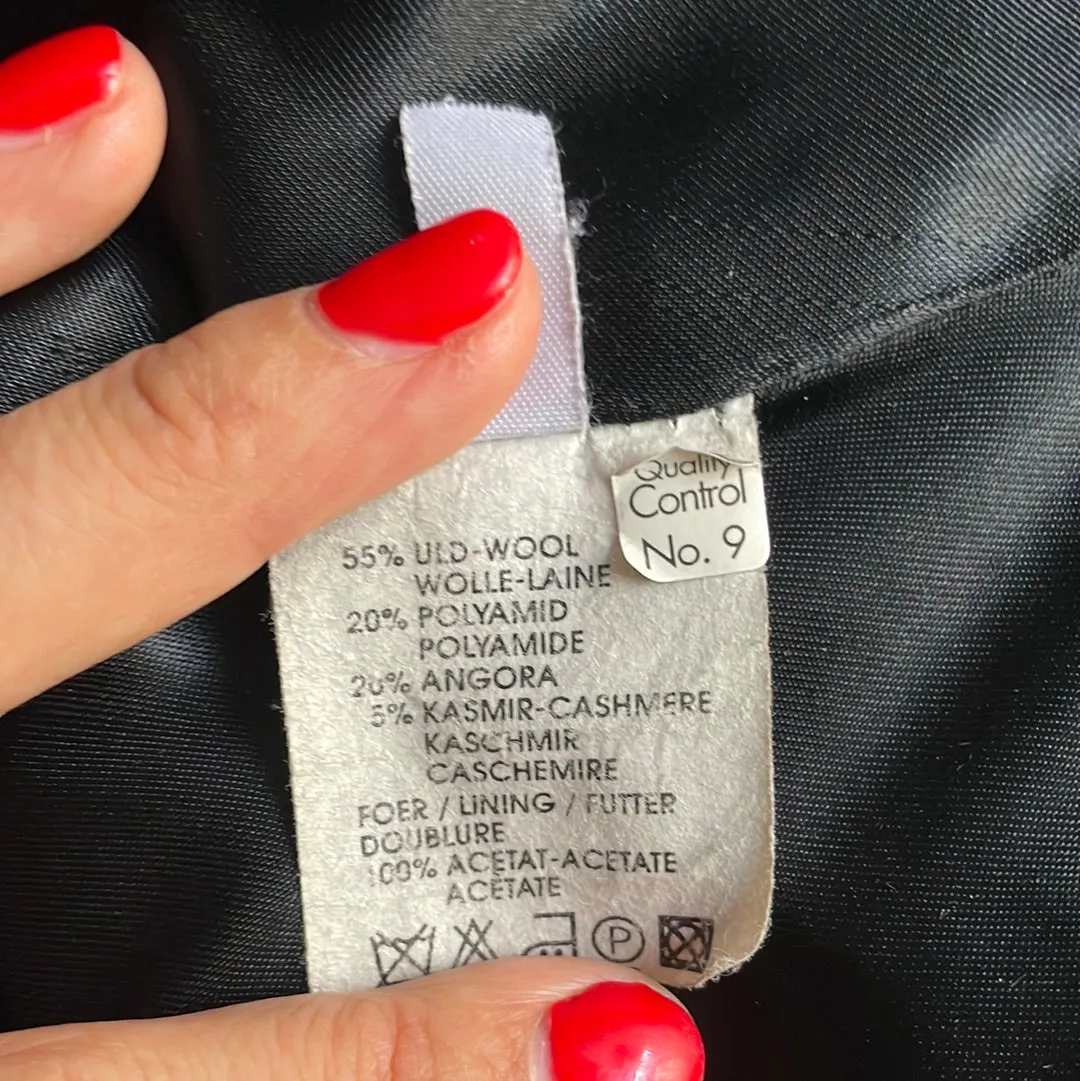 Quality
Control
No. 9
55% ULD-WOOL
WOLLE-LAINE
20% POLYAMID
POLYAMIDE
20% ANGORA
5% KASMIR-CASHMERE
KASCHMIR
CASCHEMIRE
FOER / LINING / FUTTER
DOUBLURE
100% ACETAT-ACETATE
ACÉTATE
P